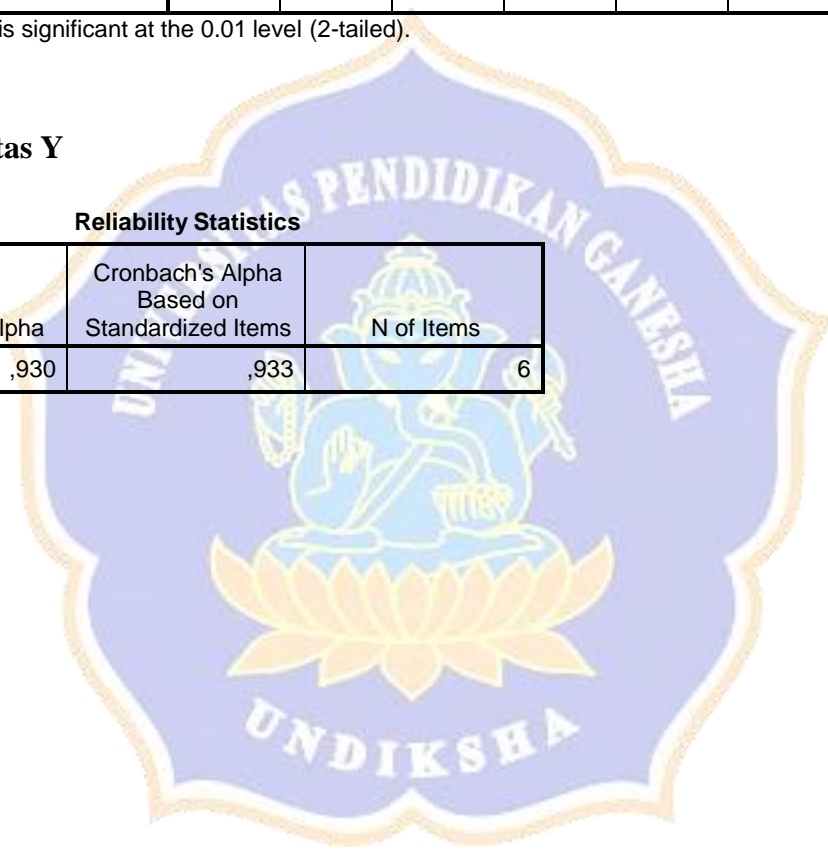 is significant at the 0.01 level (2-tailed).
tas Y
Reliability Statistics
lpha
Cronbach's Alpha
Based on
Standardized Items
N of Items
,930
,933
6
UNIVERSITAS PENDIDIKAN GANESHA
UNDIKSHA